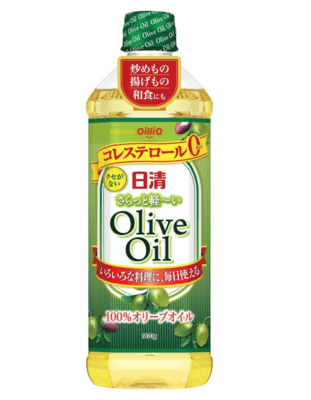 Olive Oil
炒めもの
揚げもの
和食にも
OilliO
コレステロール0
クセが
ない
日清
さらっと軽〜い
Olive
Oil
いろいろな料理に、毎日使える
100%オリーブオイル
900g